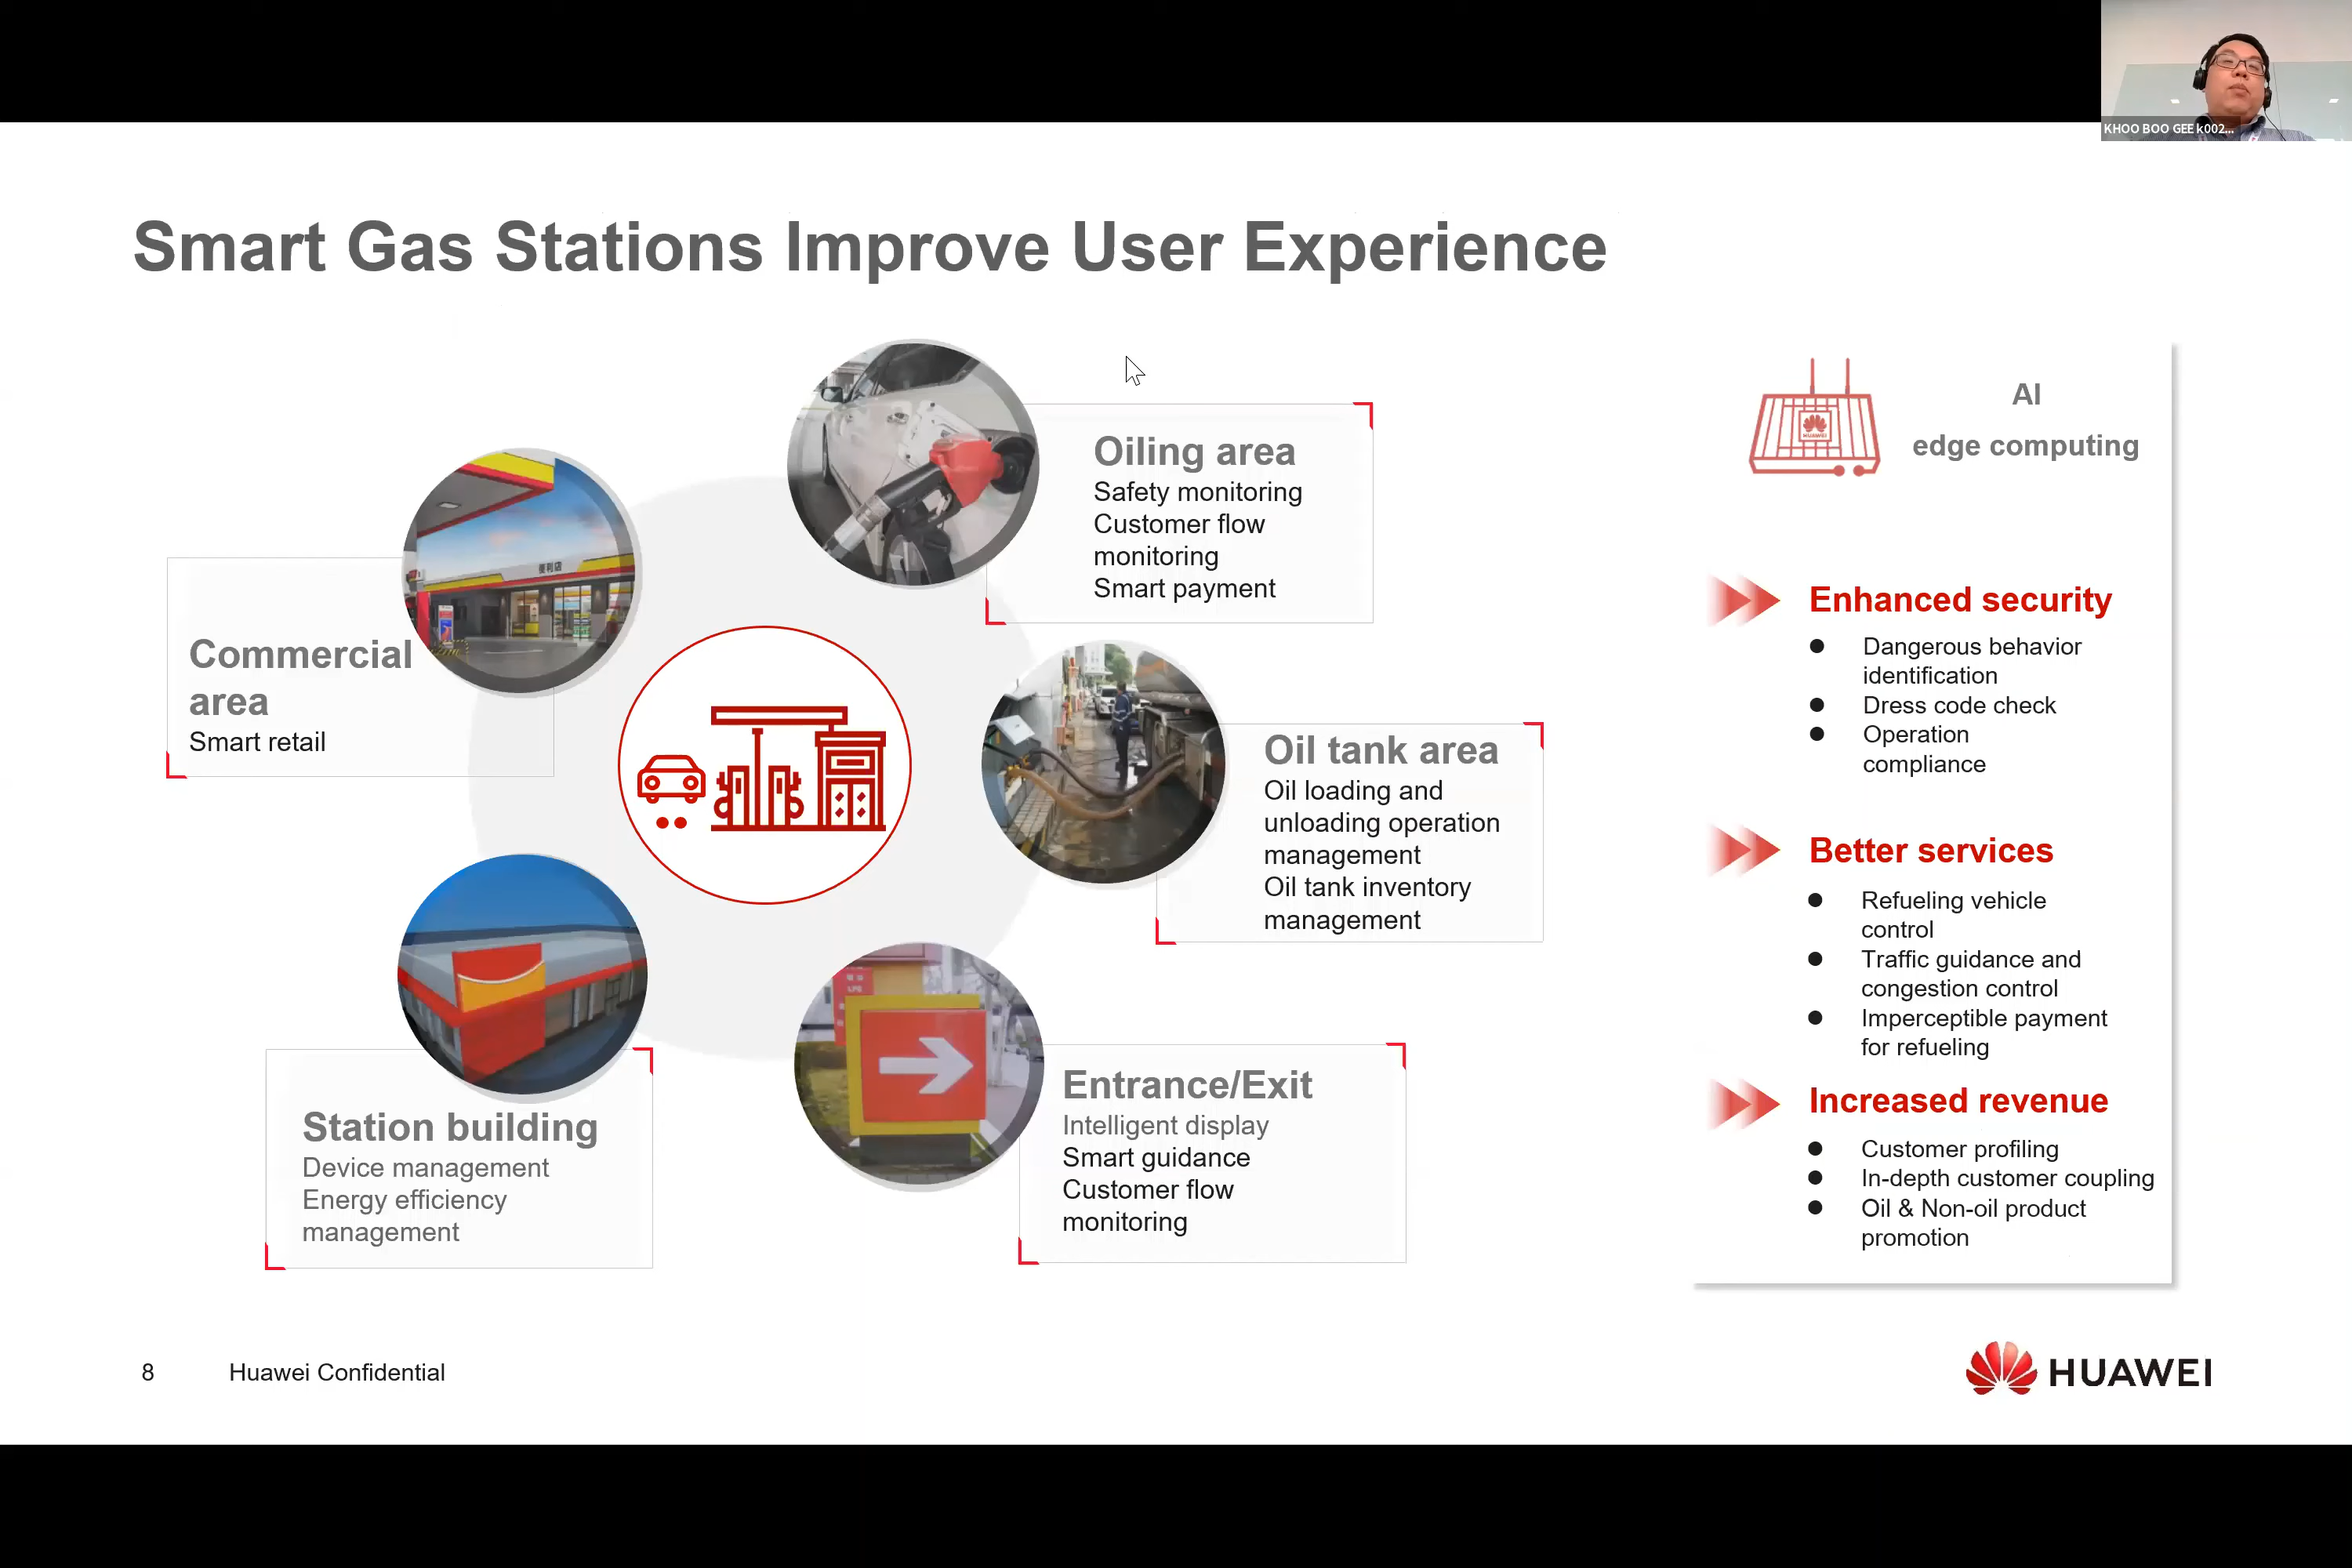 KHOO BOO GEE k002...
Smart Gas Stations Improve User Experience
Oiling area
Safety monitoring
Customer flow
monitoring
Smart payment
Commercial
area
Smart retail
便利店
Oil tank area
Oil loading and
unloading operation
management
Oil tank inventory
management
Station building
Device management
Energy efficiency
management
Entrance/Exit
Intelligent display
Smart guidance
Customer flow
monitoring
HUAWEI
AI
edge computing
Enhanced security
Dangerous behavior
identification
Dress code check
Operation
compliance
Better services
Refueling vehicle
control
Traffic guidance and
congestion control
Imperceptible payment
for refueling
Increased revenue
Customer profiling
In-depth customer coupling
Oil & Non-oil product
promotion
8 Huawei Confidential
HUAWEI